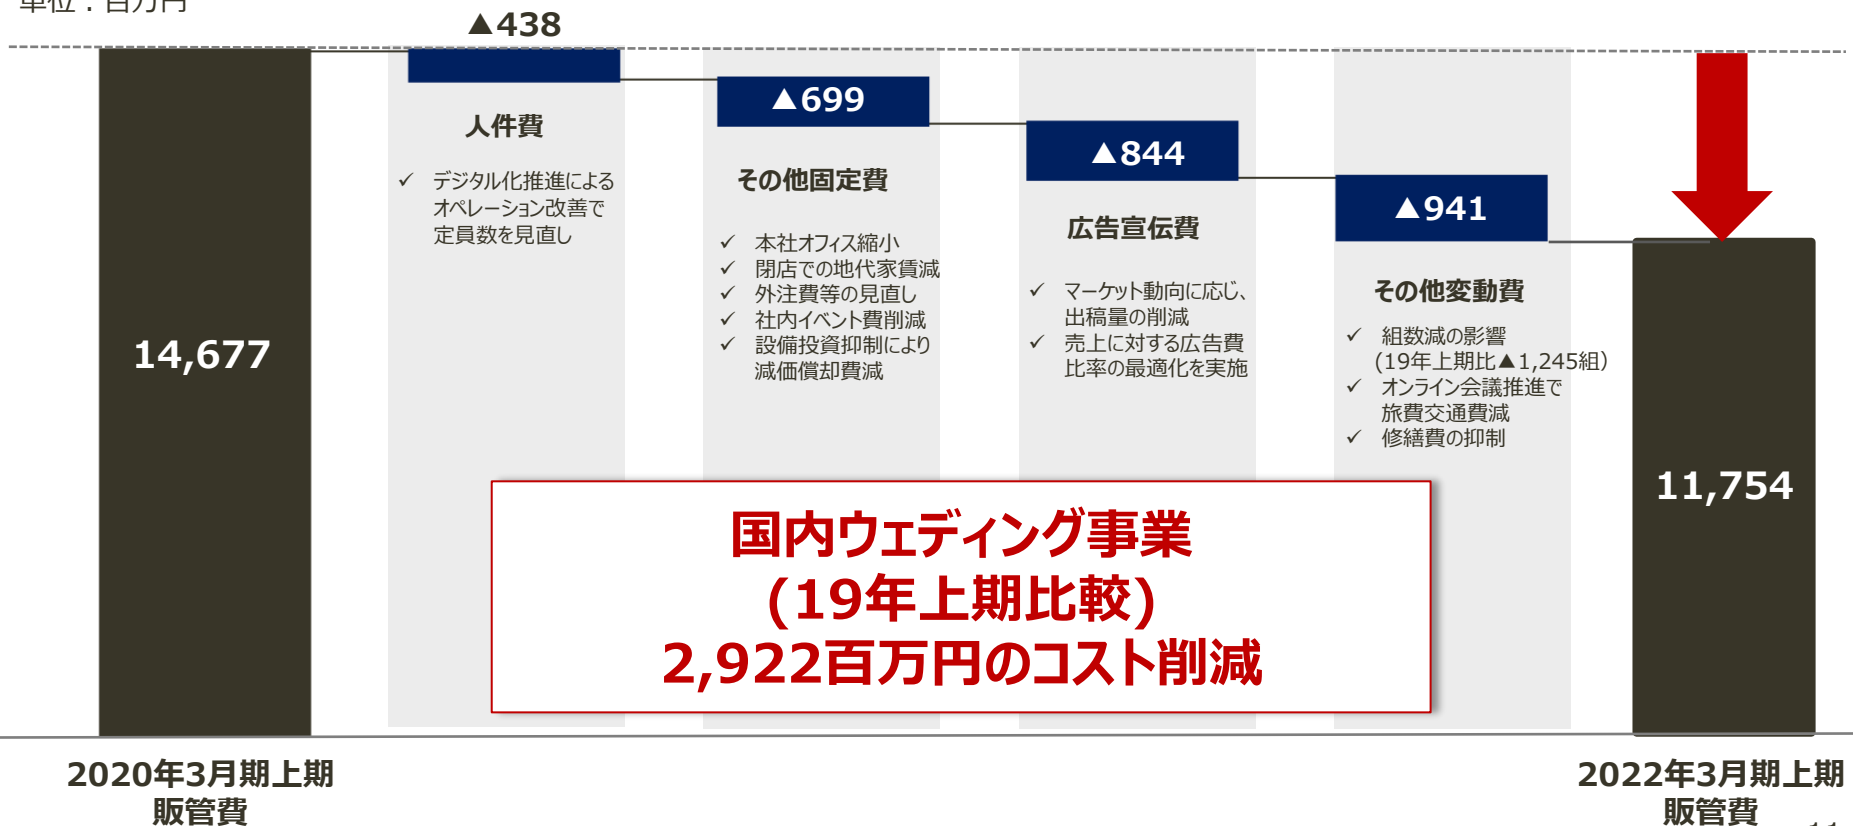 単位：百万円
▲438
人件費
✓ デジタル化推進による
オペレーション改善で
定員数を見直し
▲699
その他固定費
✓ 本社オフィス縮小
✓ 閉店での地代家賃減
✓ 外注費等の見直し
✓ 社内イベント費削減
✓ 設備投資抑制により
減価償却費減
▲844
広告宣伝費
✓ マーケット動向に応じ、
出稿量の削減
✓ 売上に対する広告費
比率の最適化を実施
▲941
その他変動費
✓ 組数減の影響
(19年上期比▲1,245組)
✓ オンライン会議推進で
旅費交通費減
✓ 修繕費の抑制
14,677
11,754
国内ウェディング事業
(19年上期比較)
2,922百万円のコスト削減
2020年3月期上期
販管費
2022年3月期上期
販管費